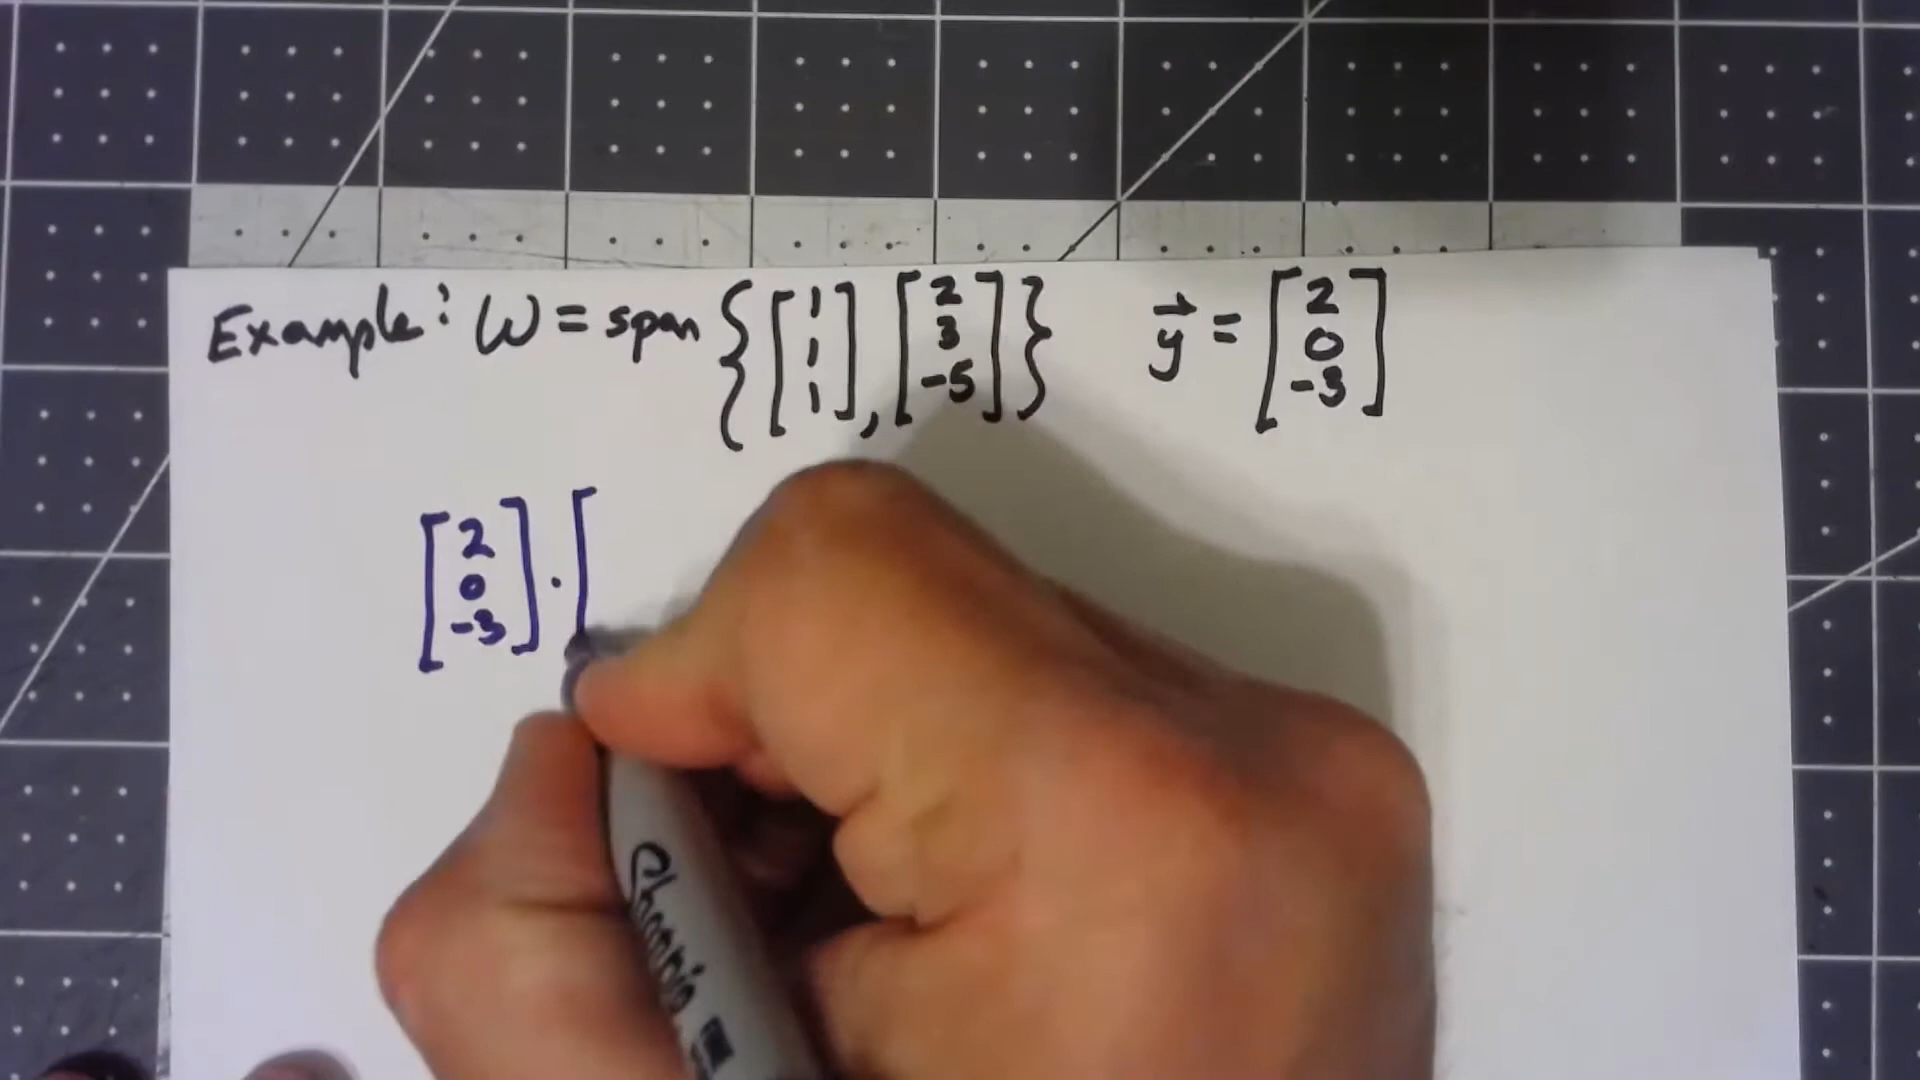 Example: W = span { [1 1 1], [2 3 -5] } y⃗ = [2 0 -3]
[2 0 -3] · [
Sharpie